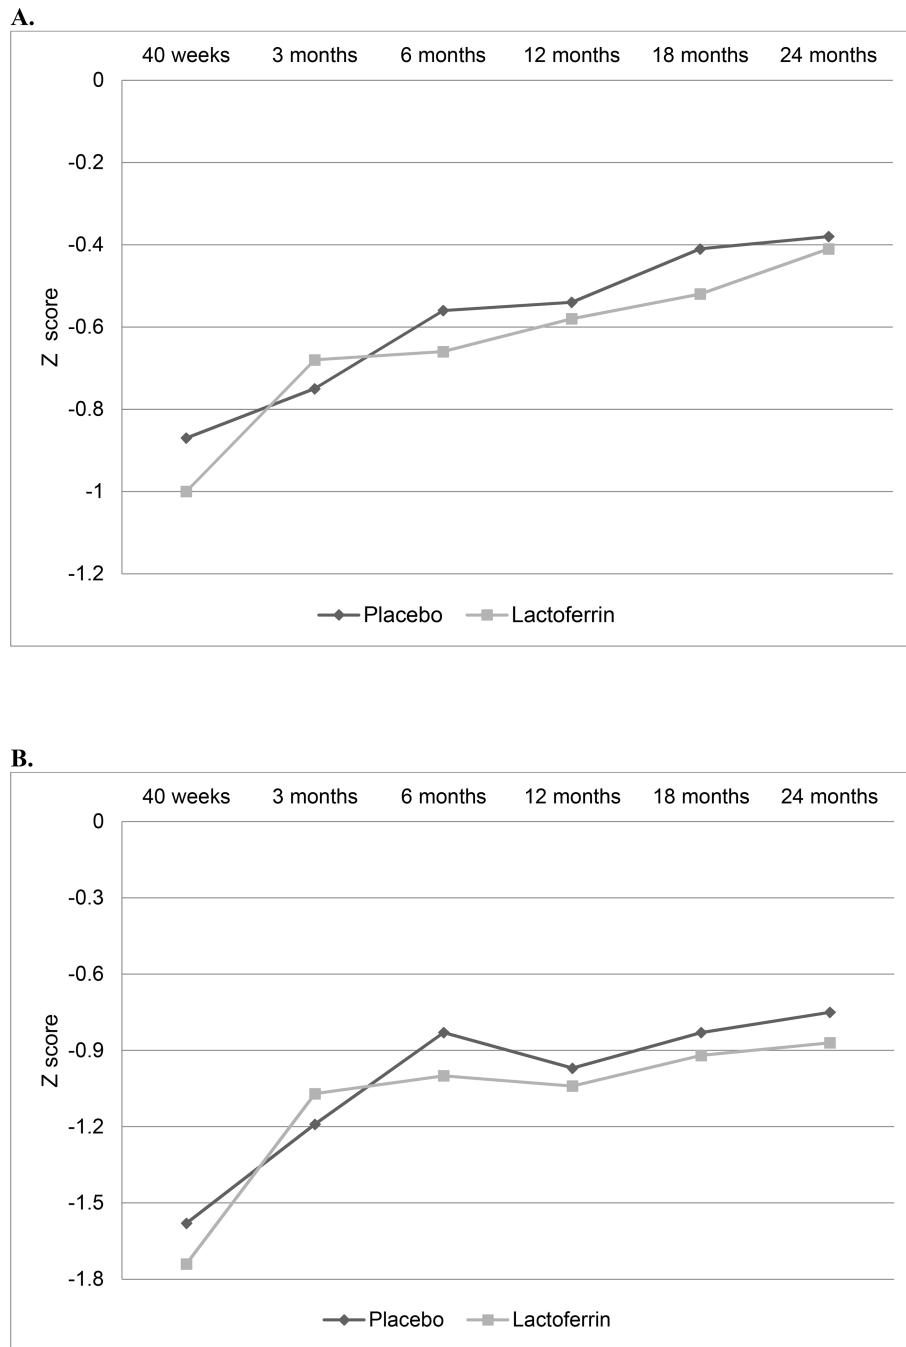 A.
40 weeks 3 months 6 months 12 months 18 months 24 months
0
-0.2
-0.4
-0.6
-0.8
-1
-1.2
Z score
Placebo Lactoferrin
B.
40 weeks 3 months 6 months 12 months 18 months 24 months
0
-0.3
-0.6
-0.9
-1.2
-1.5
-1.8
Z score
Placebo Lactoferrin